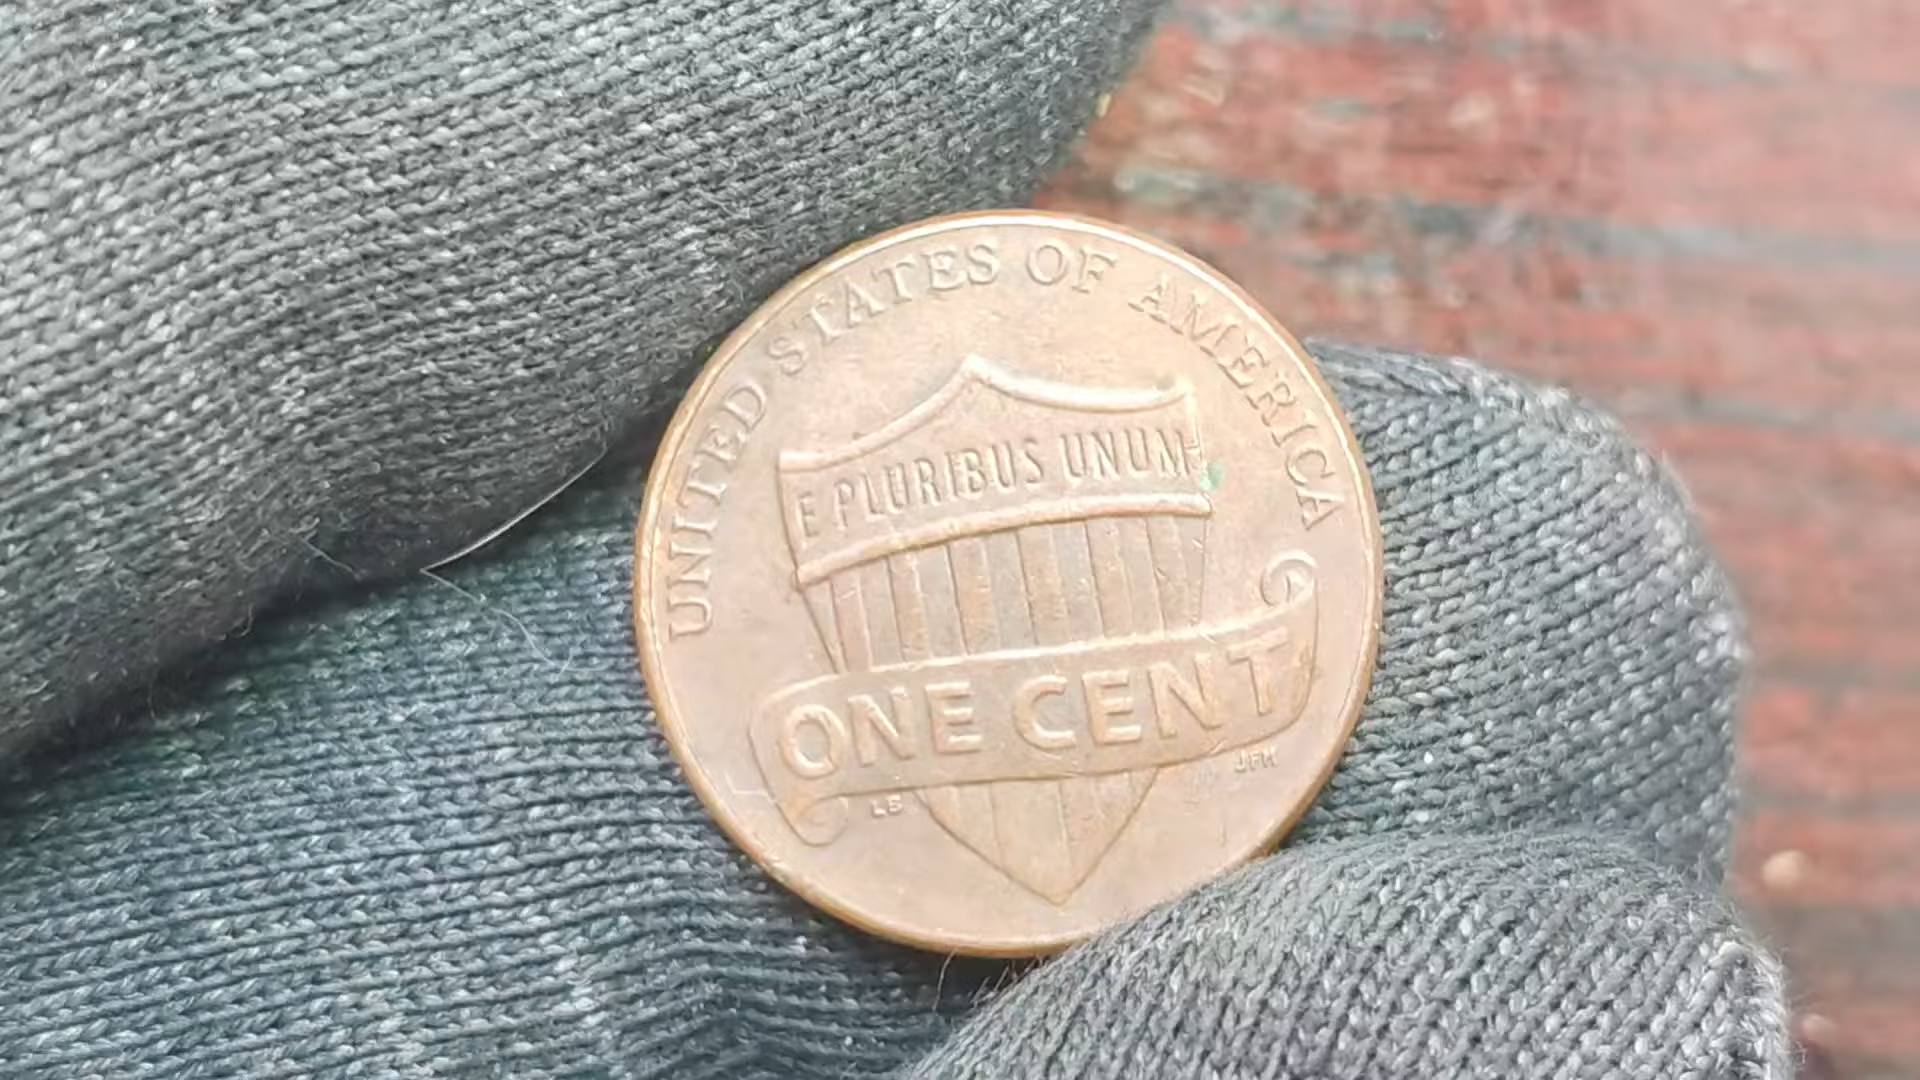 UNITED STATES OF AMERICA
E PLURIBUS UNUM
ONE CENT
LB
JFM